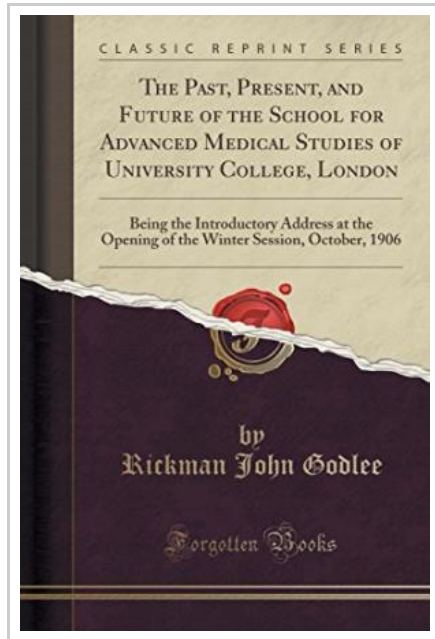 CLASSIC REPRINT SERIES
THE PAST, PRESENT, AND
FUTURE OF THE SCHOOL FOR
ADVANCED MEDICAL STUDIES OF
UNIVERSITY COLLEGE, LONDON
Being the Introductory Address at the
Opening of the Winter Session, October, 1906
by
Rickman John Godlee
Forgotten Books